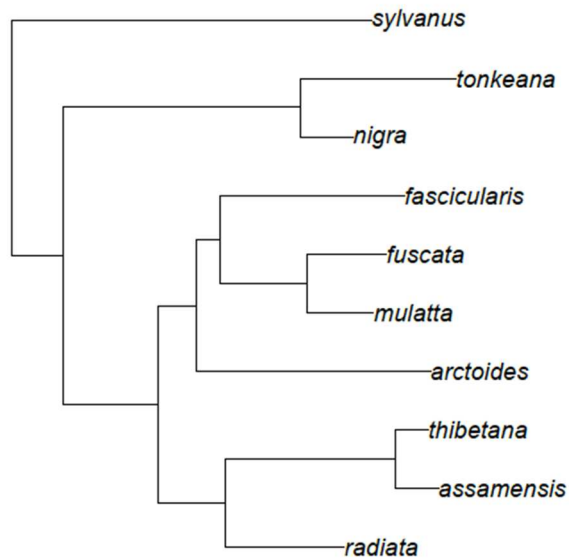 sylvanus
tonkeana
nigra
fascicularis
fuscata
mulatta
arctoides
thibetana
assamensis
radiata